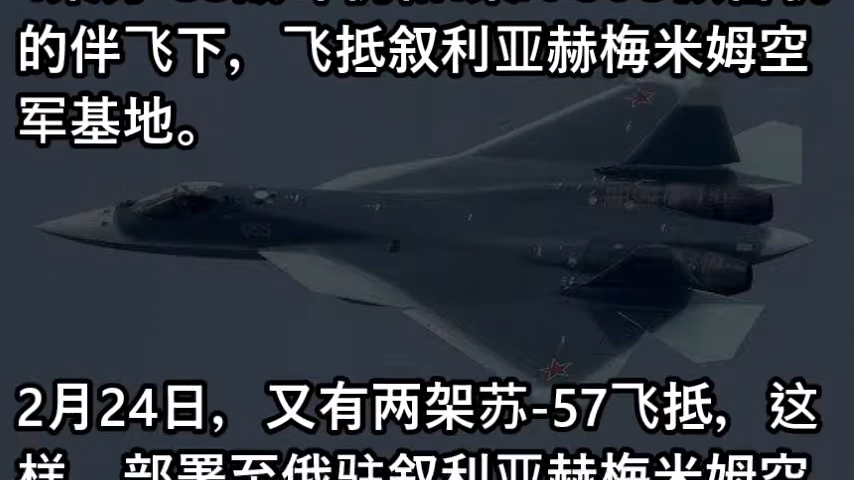 的伴飞下，飞抵叙利亚赫梅米姆空
军基地。
055
2月24日，又有两架苏-57飞抵，这
样，部署至俄驻叙利亚赫梅米姆空